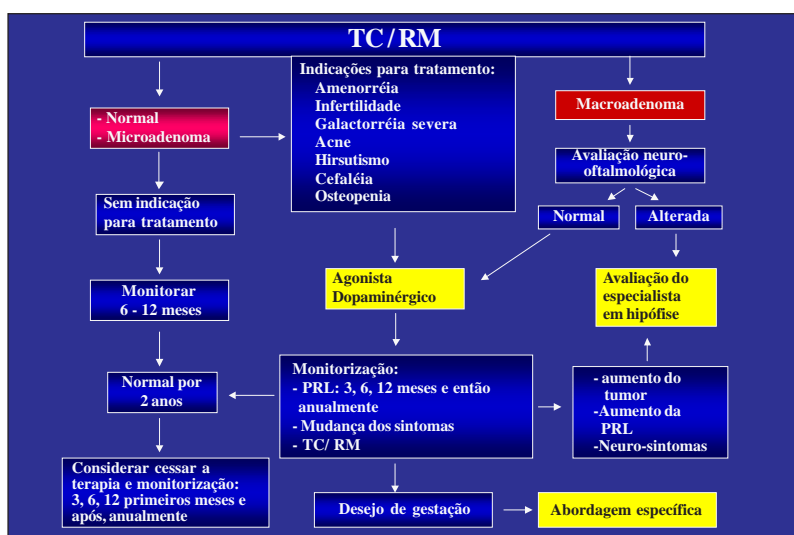 TC/RM
Indicações para tratamento:
Amenorréia
Infertilidade
Galactorréia severa
Acne
Hirsutismo
Cefaléia
Osteopenia
- Normal
- Microadenoma
Macroadenoma
Avaliação neuro-
oftalmológica
Sem indicação
para tratamento
Normal
Alterada
Monitorar
6 - 12 meses
Agonista
Dopaminérgico
Avaliação do
especialista
em hipófise
Normal por
2 anos
Monitorização:
- PRL: 3, 6, 12 meses e então
anualmente
- Mudança dos sintomas
- TC/ RM
- aumento do
tumor
-Aumento da
PRL
-Neuro-sintomas
Considerar cessar a
terapia e monitorização:
3, 6, 12 primeiros meses e
após, anualmente
Desejo de gestação
Abordagem específica